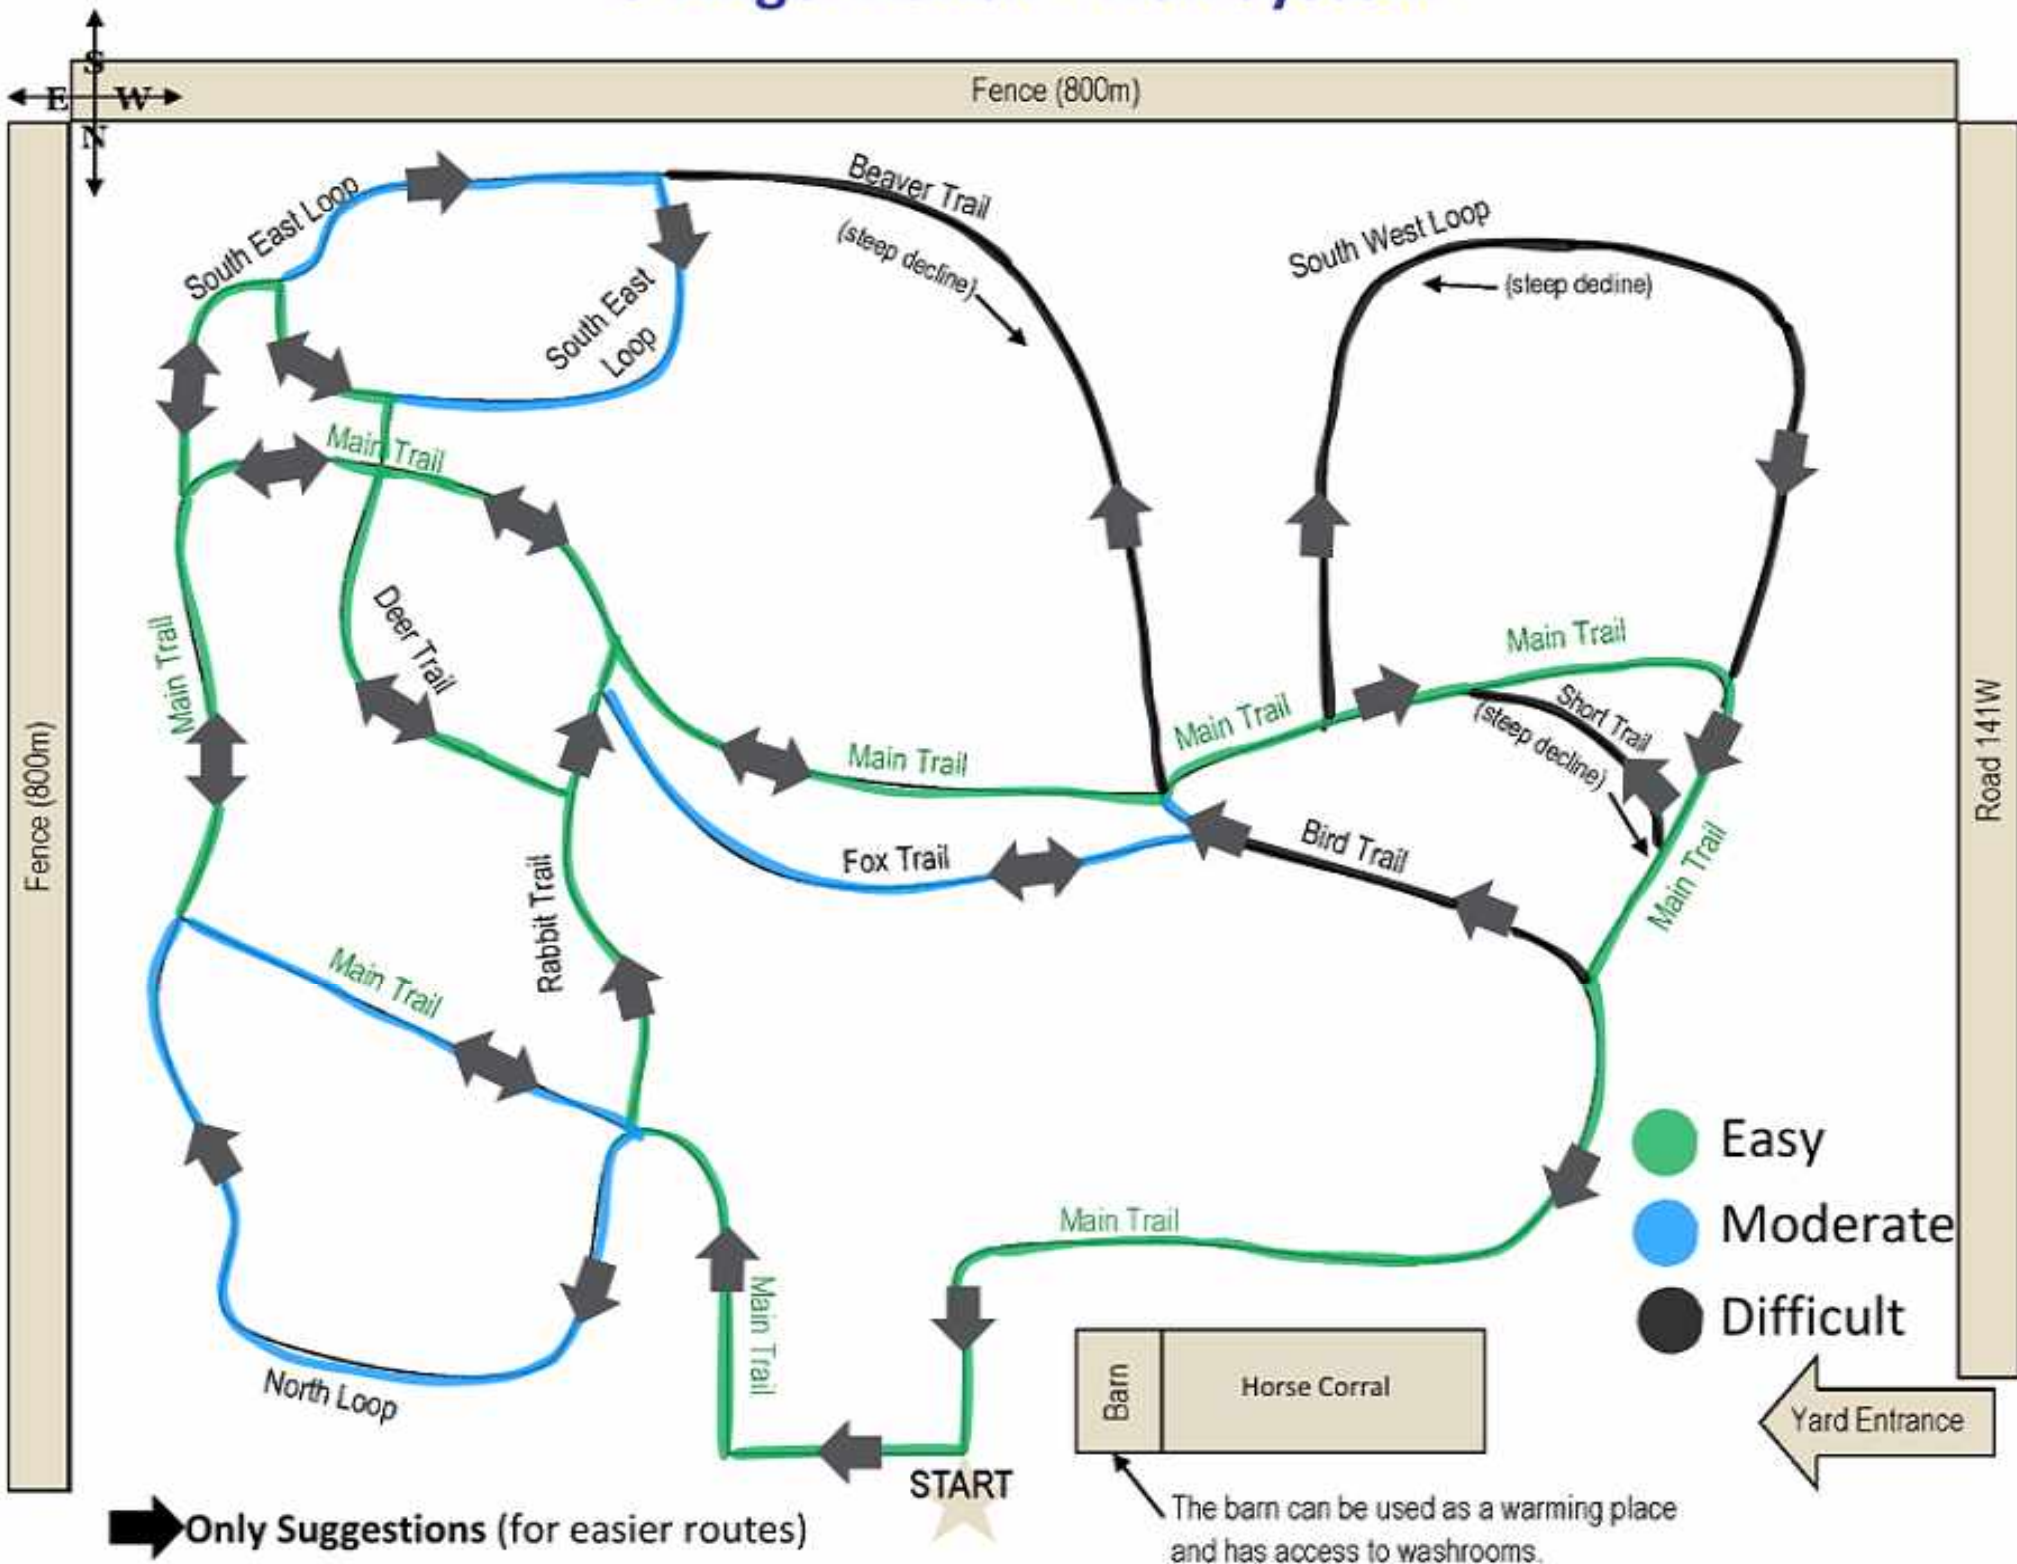 S
E W
N
Fence (800m)
Fence (800m)
Road 141W
South East Loop
South East
Loop
Beaver Trail
(steep decline)
South West Loop
(steep decline)
Main Trail
Main Trail
Deer Trail
Main Trail
Main Trail
Main Trail
Short Trail
(steep decline)
Main Trail
Bird Trail
Fox Trail
Rabbit Trail
Main Trail
North Loop
Main Trail
Main Trail
Easy
Moderate
Difficult
Barn
Horse Corral
Yard Entrance
START
Only Suggestions (for easier routes)
The barn can be used as a warming place
and has access to washrooms.